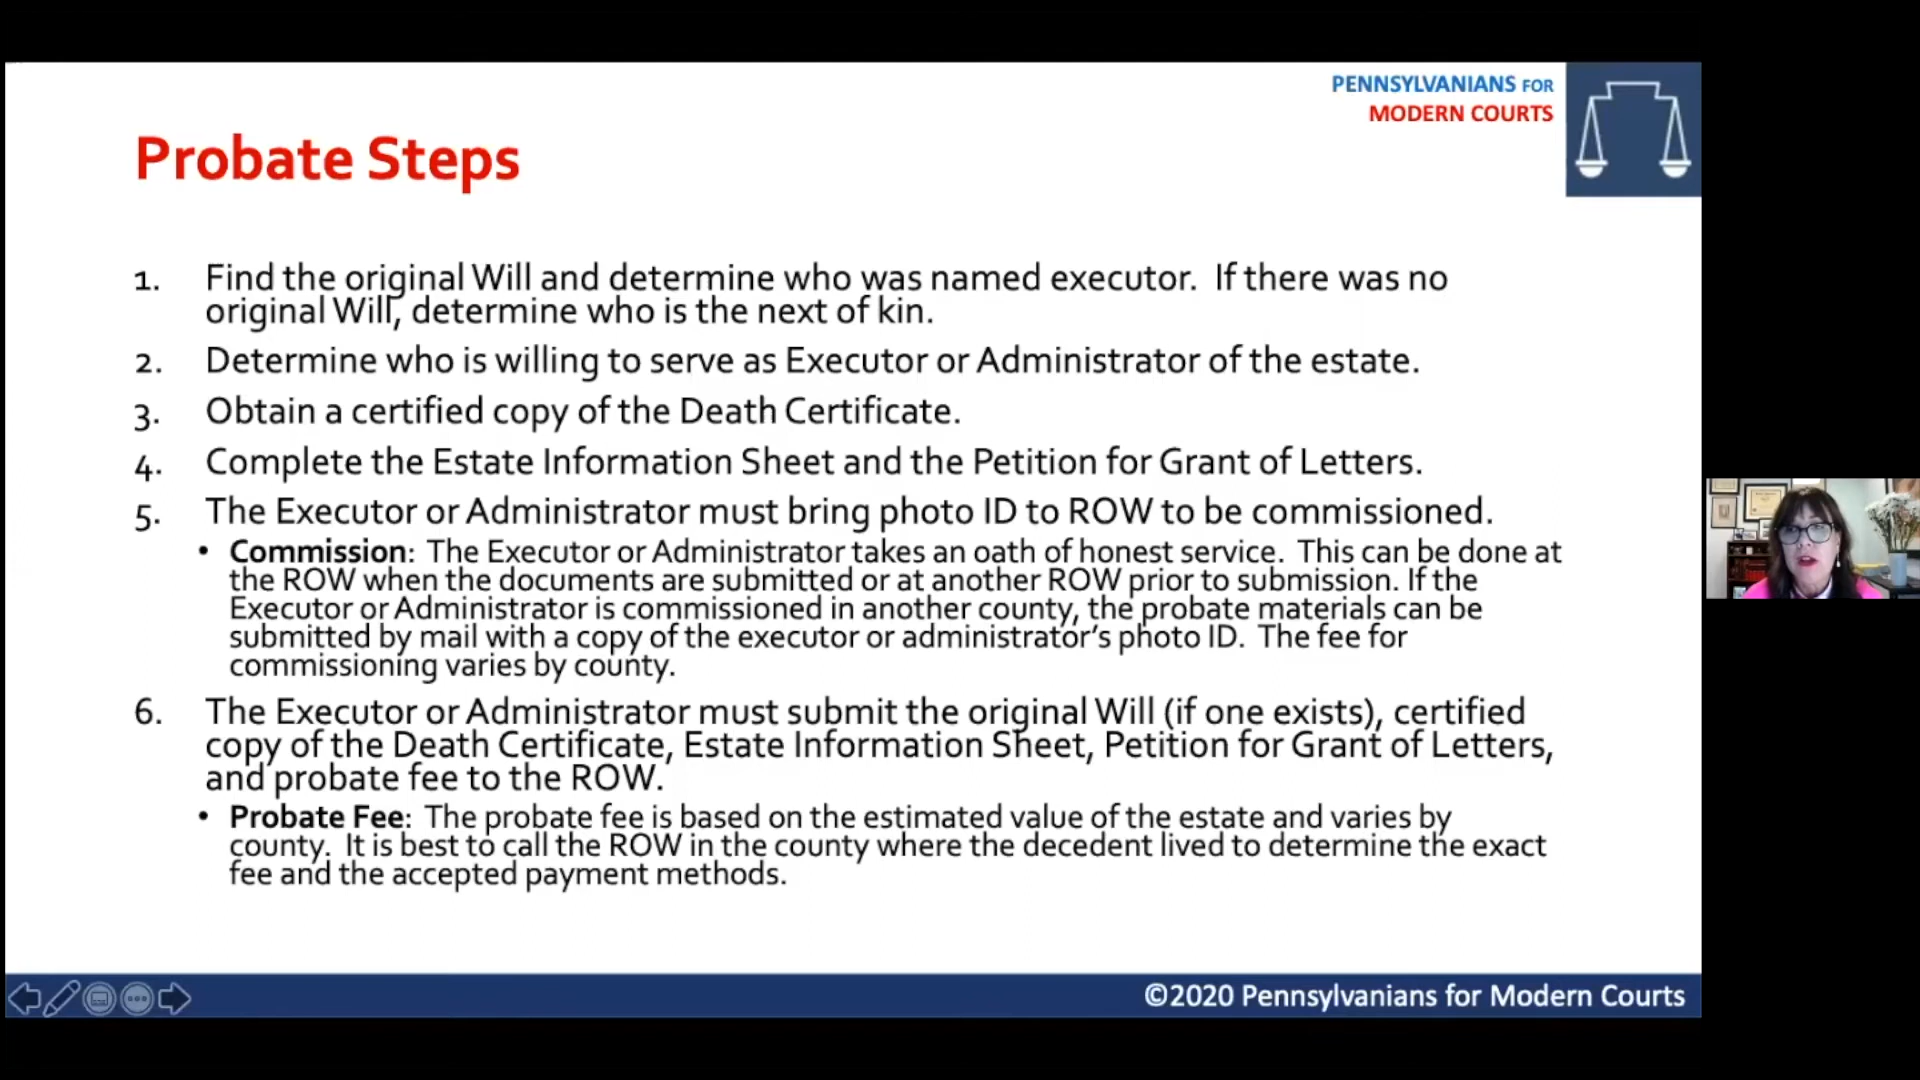 PENNSYLVANIANS FOR
MODERN COURTS
Probate Steps
1. Find the original Will and determine who was named executor. If there was no
original Will, determine who is the next of kin.
2. Determine who is willing to serve as Executor or Administrator of the estate.
3. Obtain a certified copy of the Death Certificate.
4. Complete the Estate Information Sheet and the Petition for Grant of Letters.
5. The Executor or Administrator must bring photo ID to ROW to be commissioned.
• Commission: The Executor or Administrator takes an oath of honest service. This can be done at
the ROW when the documents are submitted or at another ROW prior to submission. If the
Executor or Administrator is commissioned in another county, the probate materials can be
submitted by mail with a copy of the executor or administrator’s photo ID. The fee for
commissioning varies by county.
6. The Executor or Administrator must submit the original Will (if one exists), certified
copy of the Death Certificate, Estate Information Sheet, Petition for Grant of Letters,
and probate fee to the ROW.
• Probate Fee: The probate fee is based on the estimated value of the estate and varies by
county. It is best to call the ROW in the county where the decedent lived to determine the exact
fee and the accepted payment methods.
©2020 Pennsylvanians for Modern Courts